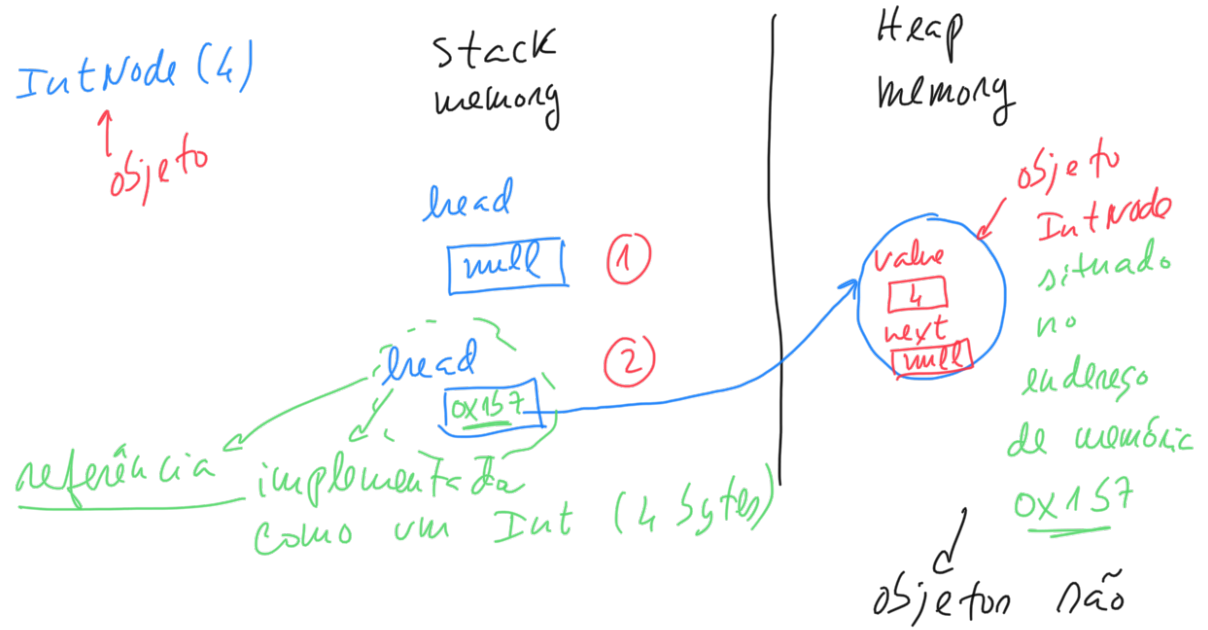 IntNode (4)
objeto
Stack
memory
head
null
1
head
0x157
2
referência
implementada
como um Int (4 bytes)
Heap
memory
objeto
IntNode
situado
no
endereço
de memória
0x157
value
4
next
null
objetos não